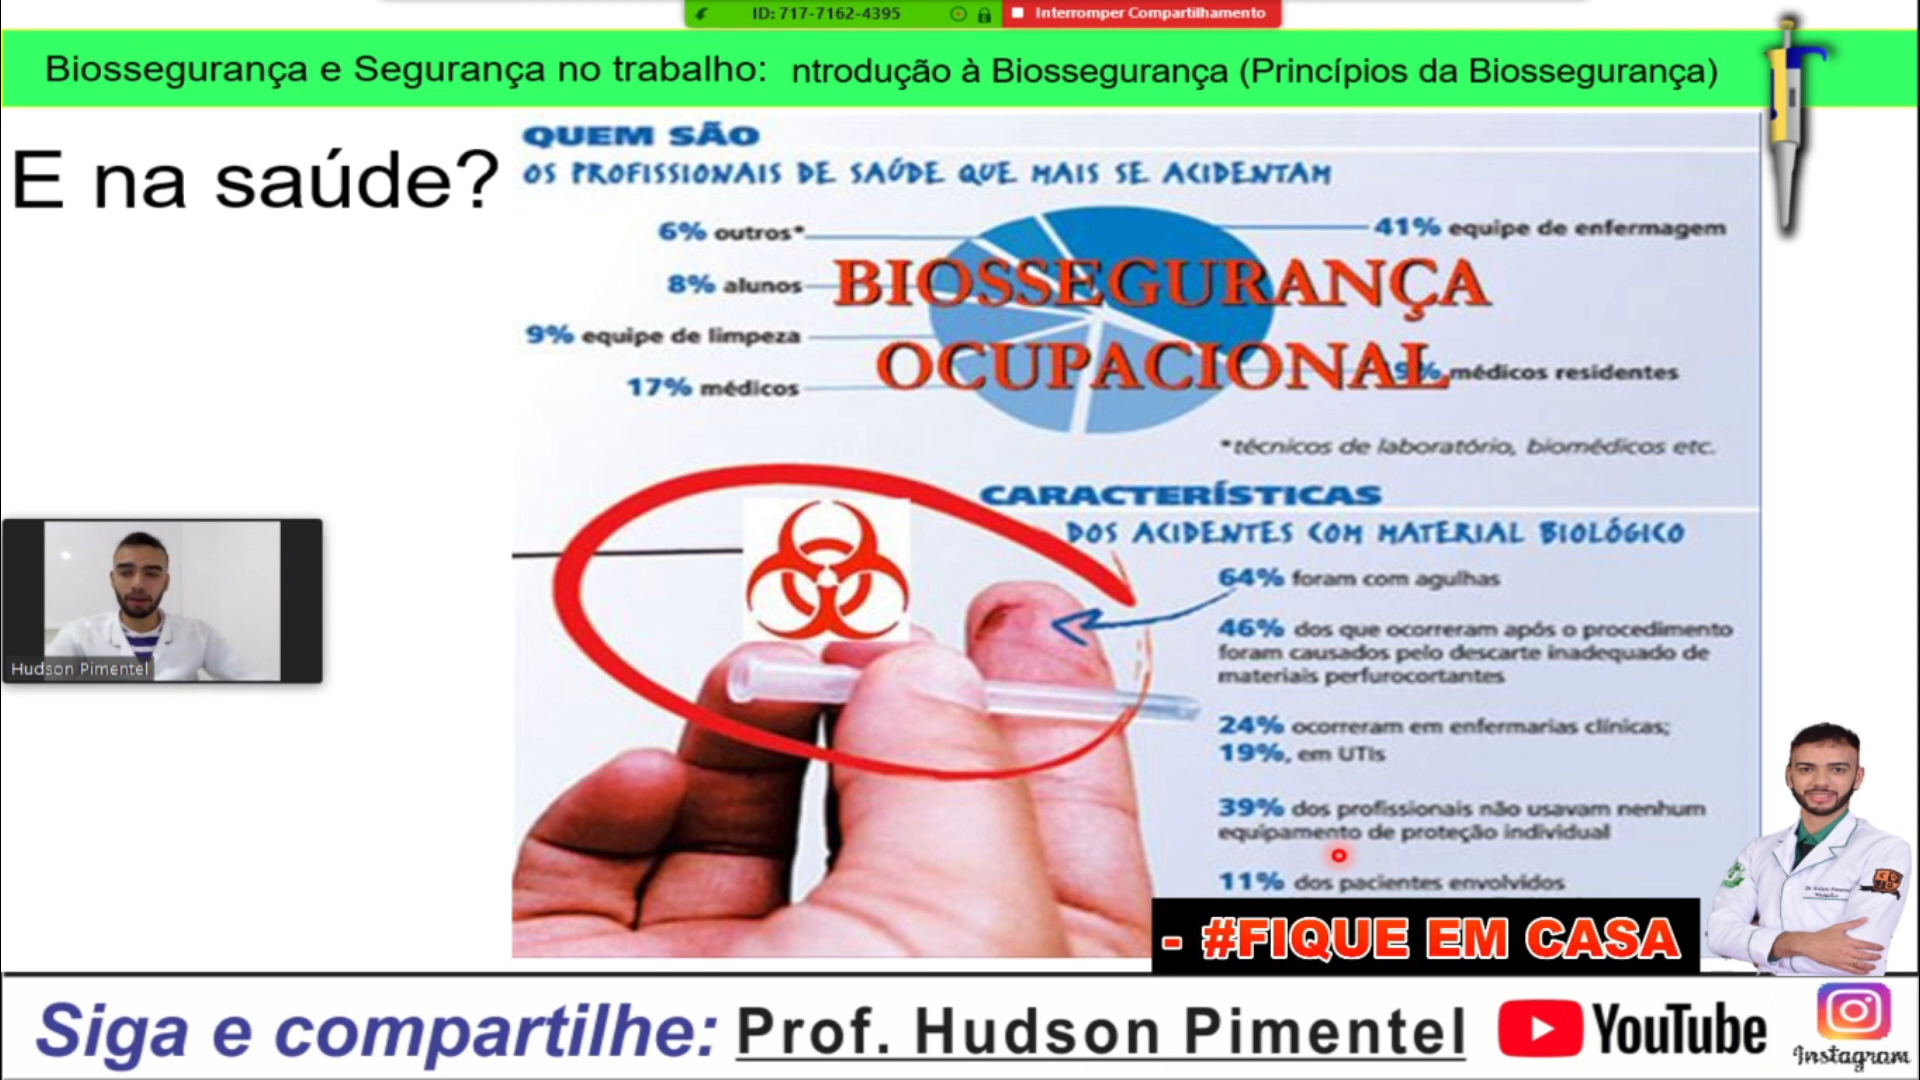 ID: 717-7162-4395
Interromper Compartilhamento
Biossegurança e Segurança no trabalho: ntrodução à Biossegurança (Princípios da Biossegurança)
E na saúde?
QUEM SÃO
OS PROFISSIONAIS DE SAÚDE QUE MAIS SE ACIDENTAM
6% outros*
41% equipe de enfermagem
8% alunos
BIOSSEGURANÇA
9% equipe de limpeza
OCUPACIONAL
9% médicos residentes
17% médicos
*técnicos de laboratório, biomédicos etc.
CARACTERÍSTICAS
DOS ACIDENTES COM MATERIAL BIOLÓGICO
64% foram com agulhas
46% dos que ocorreram após o procedimento
foram causados pelo descarte inadequado de
materiais perfurocortantes
24% ocorreram em enfermarias clínicas;
19%, em UTIs
39% dos profissionais não usavam nenhum
equipamento de proteção individual
11% dos pacientes envolvidos
Hudson Pimentel
- #FIQUE EM CASA
Siga e compartilhe: Prof. Hudson Pimentel
YouTube
Instagram